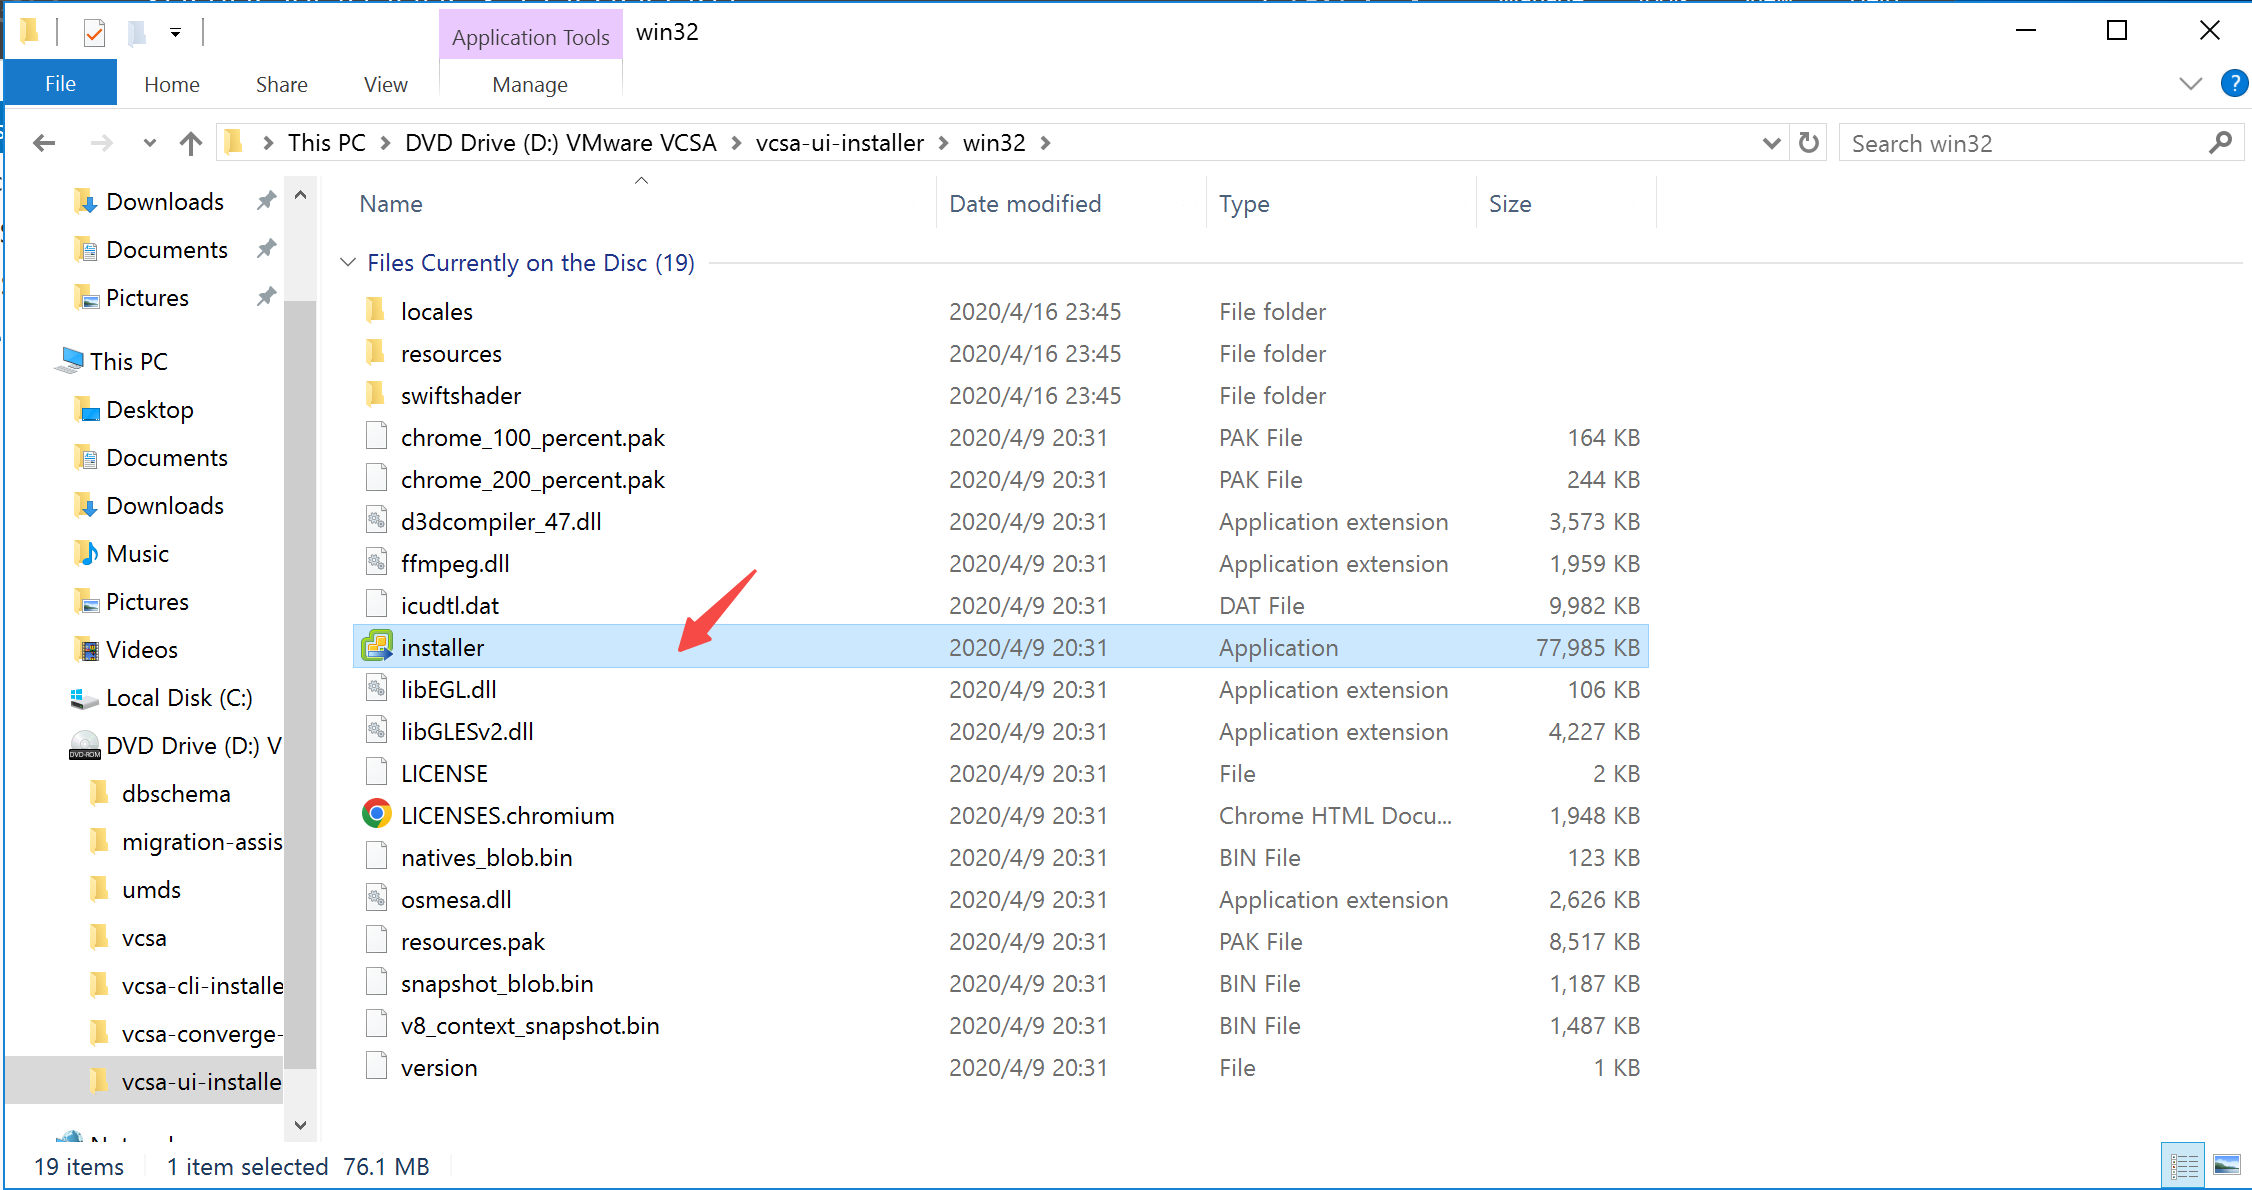 Application Tools
win32
File
Home
Share
View
Manage
?
This PC > DVD Drive (D:) VMware VCSA > vcsa-ui-installer > win32 >
Search win32
Downloads
Documents
Pictures
This PC
Desktop
Documents
Downloads
Music
Pictures
Videos
Local Disk (C:)
DVD-ROM
DVD Drive (D:) V
dbschema
migration-assis
umds
vcsa
vcsa-cli-installe
vcsa-converge-
vcsa-ui-installe
Name Date modified Type Size
Files Currently on the Disc (19)
locales 2020/4/16 23:45 File folder
resources 2020/4/16 23:45 File folder
swiftshader 2020/4/16 23:45 File folder
chrome_100_percent.pak 2020/4/9 20:31 PAK File 164 KB
chrome_200_percent.pak 2020/4/9 20:31 PAK File 244 KB
d3dcompiler_47.dll 2020/4/9 20:31 Application extension 3,573 KB
ffmpeg.dll 2020/4/9 20:31 Application extension 1,959 KB
icudtl.dat 2020/4/9 20:31 DAT File 9,982 KB
installer 2020/4/9 20:31 Application 77,985 KB
libEGL.dll 2020/4/9 20:31 Application extension 106 KB
libGLESv2.dll 2020/4/9 20:31 Application extension 4,227 KB
LICENSE 2020/4/9 20:31 File 2 KB
LICENSES.chromium 2020/4/9 20:31 Chrome HTML Docu... 1,948 KB
natives_blob.bin 2020/4/9 20:31 BIN File 123 KB
osmesa.dll 2020/4/9 20:31 Application extension 2,626 KB
resources.pak 2020/4/9 20:31 PAK File 8,517 KB
snapshot_blob.bin 2020/4/9 20:31 BIN File 1,187 KB
v8_context_snapshot.bin 2020/4/9 20:31 BIN File 1,487 KB
version 2020/4/9 20:31 File 1 KB
19 items 1 item selected 76.1 MB